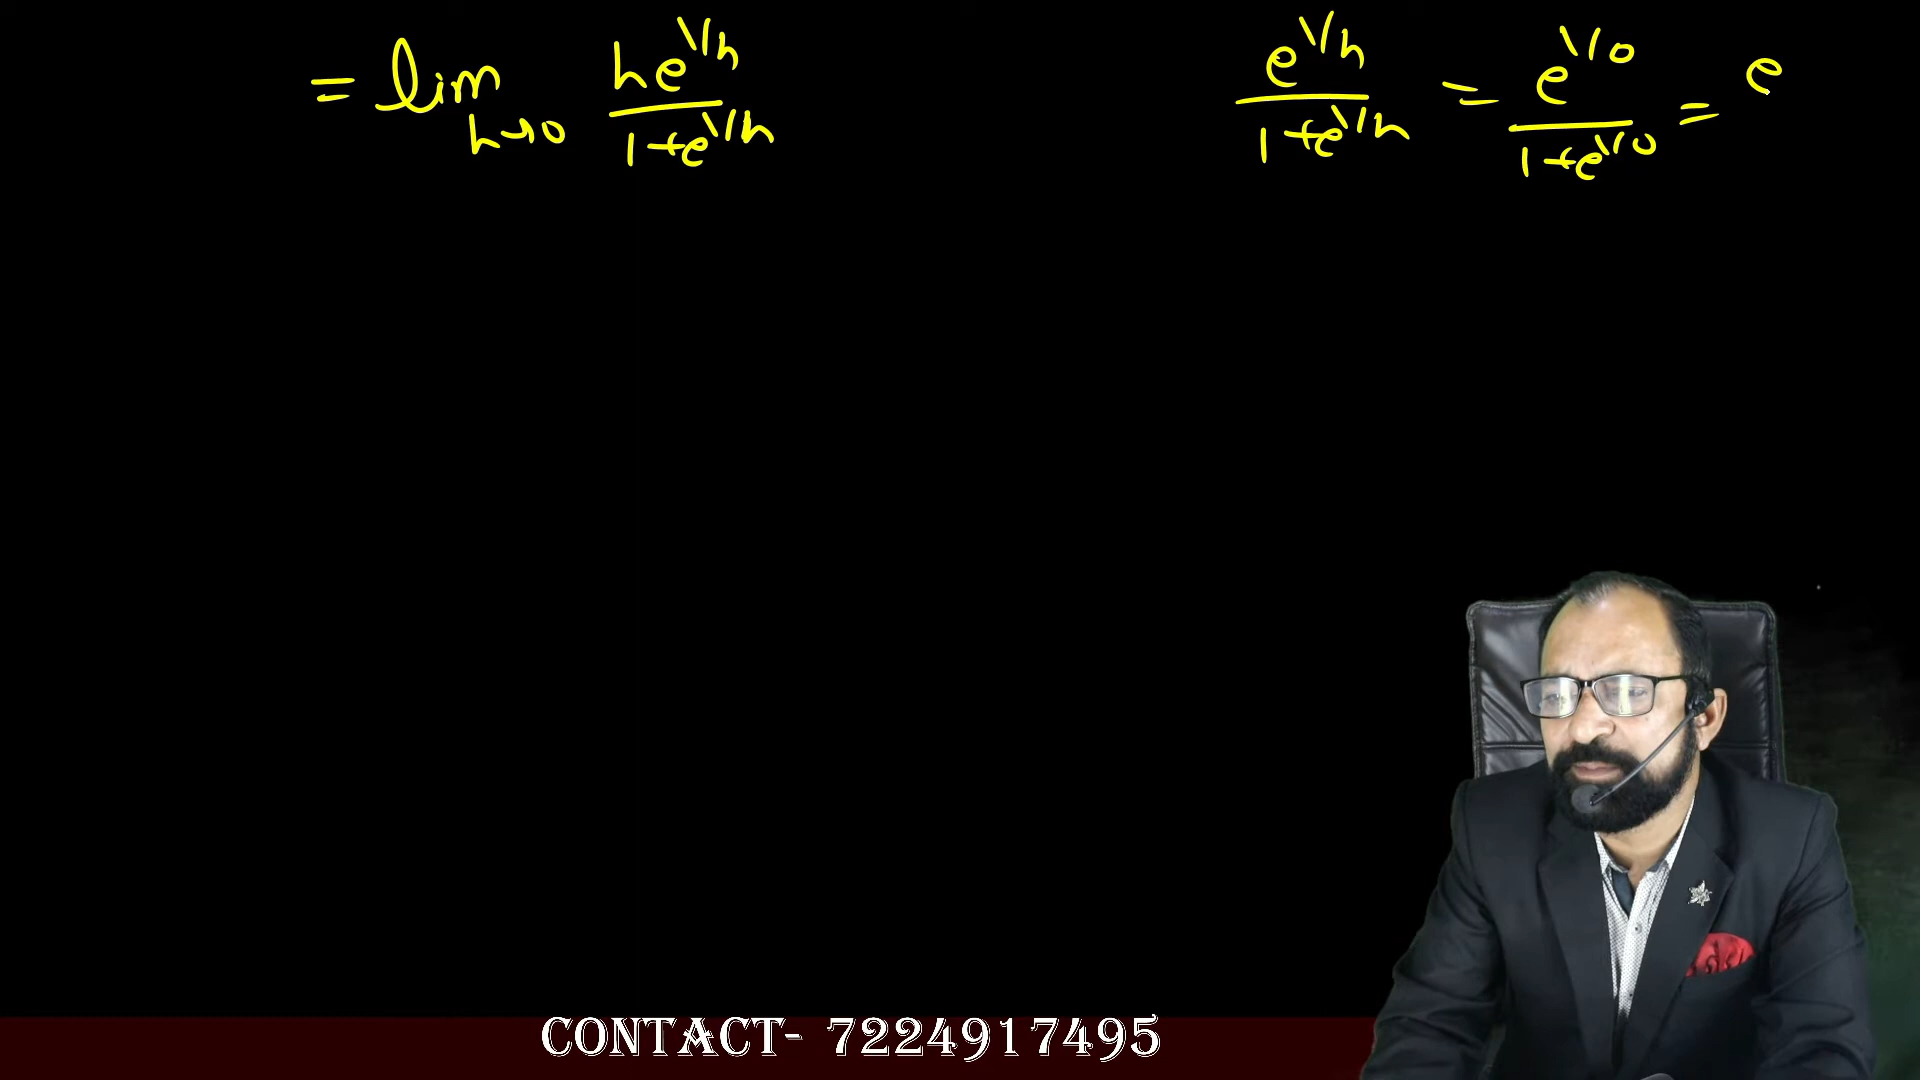 = lim h→0 he^1/h / 1+e^1/h
e^1/h / 1+e^1/h = e^1/0 / 1+e^1/0 = e
CONTACT- 7224917495